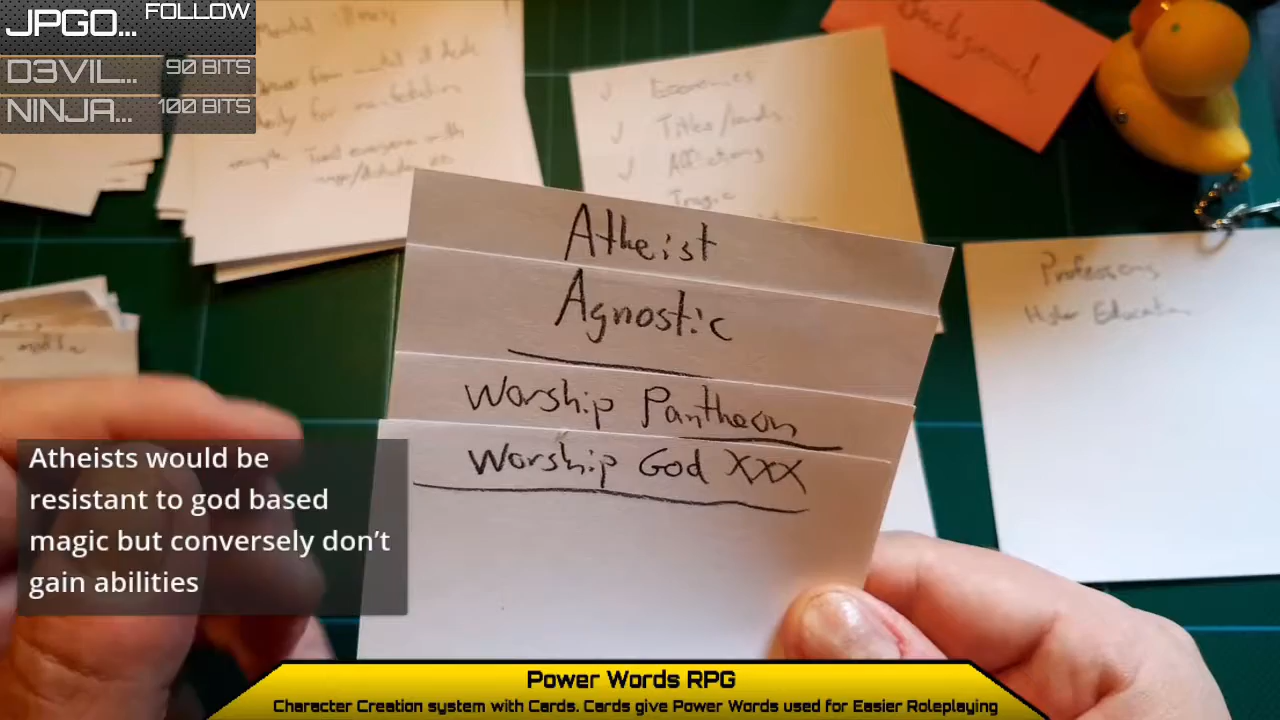 JPGO... FOLLOW
D3VIL... 90 BITS
NINJA... 100 BITS
Economics
Titles/lands
Afflictions
Tragic
Background
Professions
Higher Education
Atheist
Agnostic
Worship Pantheon
Worship God XXX
Atheists would be
resistant to god based
magic but conversely don't
gain abilities
Power Words RPG
Character Creation system with Cards. Cards give Power Words used for Easier Roleplaying